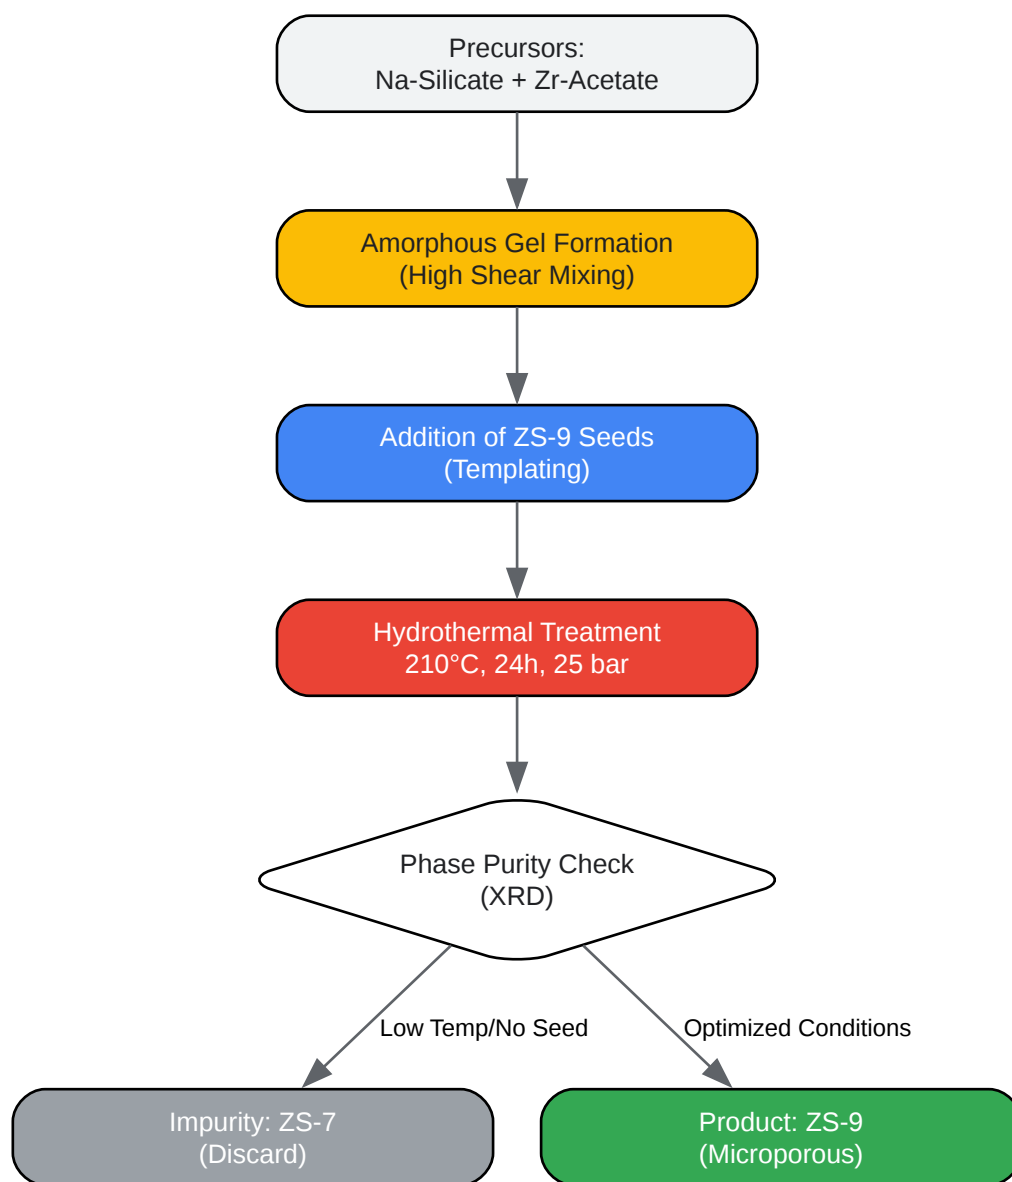 Precursors:
Na-Silicate + Zr-Acetate
Amorphous Gel Formation
(High Shear Mixing)
Addition of ZS-9 Seeds
(Templating)
Hydrothermal Treatment
210°C, 24h, 25 bar
Phase Purity Check
(XRD)
Low Temp/No Seed
Optimized Conditions
Impurity: ZS-7
(Discard)
Product: ZS-9
(Microporous)